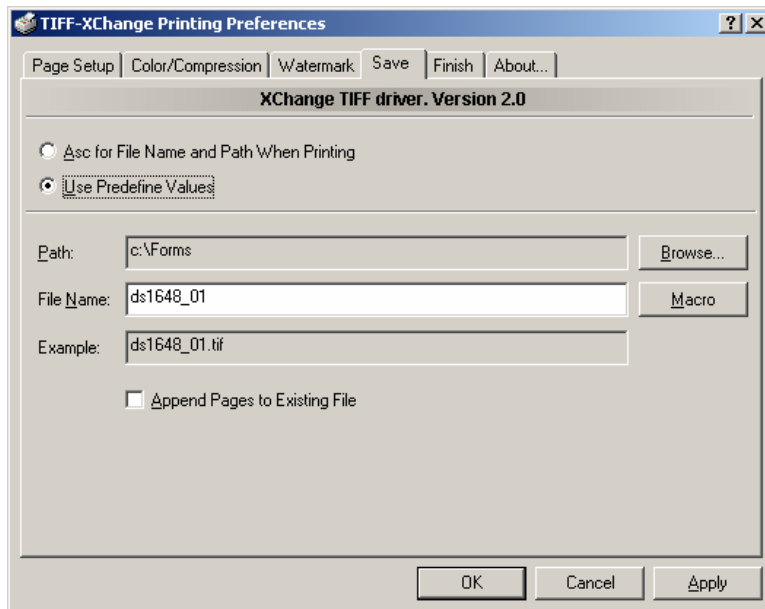 TIFF-XChange Printing Preferences
Page Setup Color/Compression Watermark Save Finish About...
XChange TIFF driver. Version 2.0
Asc for File Name and Path When Printing
Use Predefine Values
Path: c:\Forms Browse...
File Name: ds1648_01 Macro
Example: ds1648_01.tif
Append Pages to Existing File
OK Cancel Apply